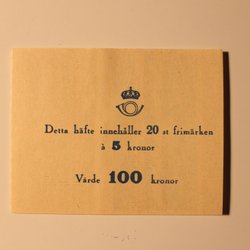 Detta häfte innehåller 20 st frimärken
à 5 kronor
Värde 100 kronor